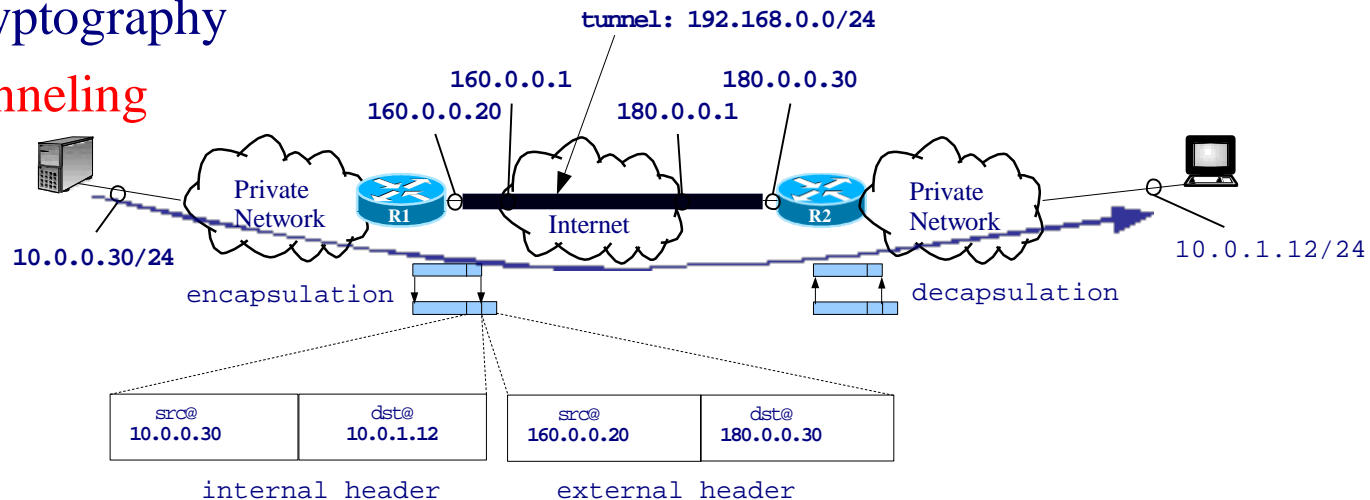 yptography
nneling
tunnel: 192.168.0.0/24
160.0.0.1
180.0.0.30
160.0.0.20
180.0.0.1
Private
Network
R1
Internet
R2
Private
Network
10.0.0.30/24
10.0.1.12/24
encapsulation
decapsulation
src@
10.0.0.30
dst@
10.0.1.12
src@
160.0.0.20
dst@
180.0.0.30
internal header
external header